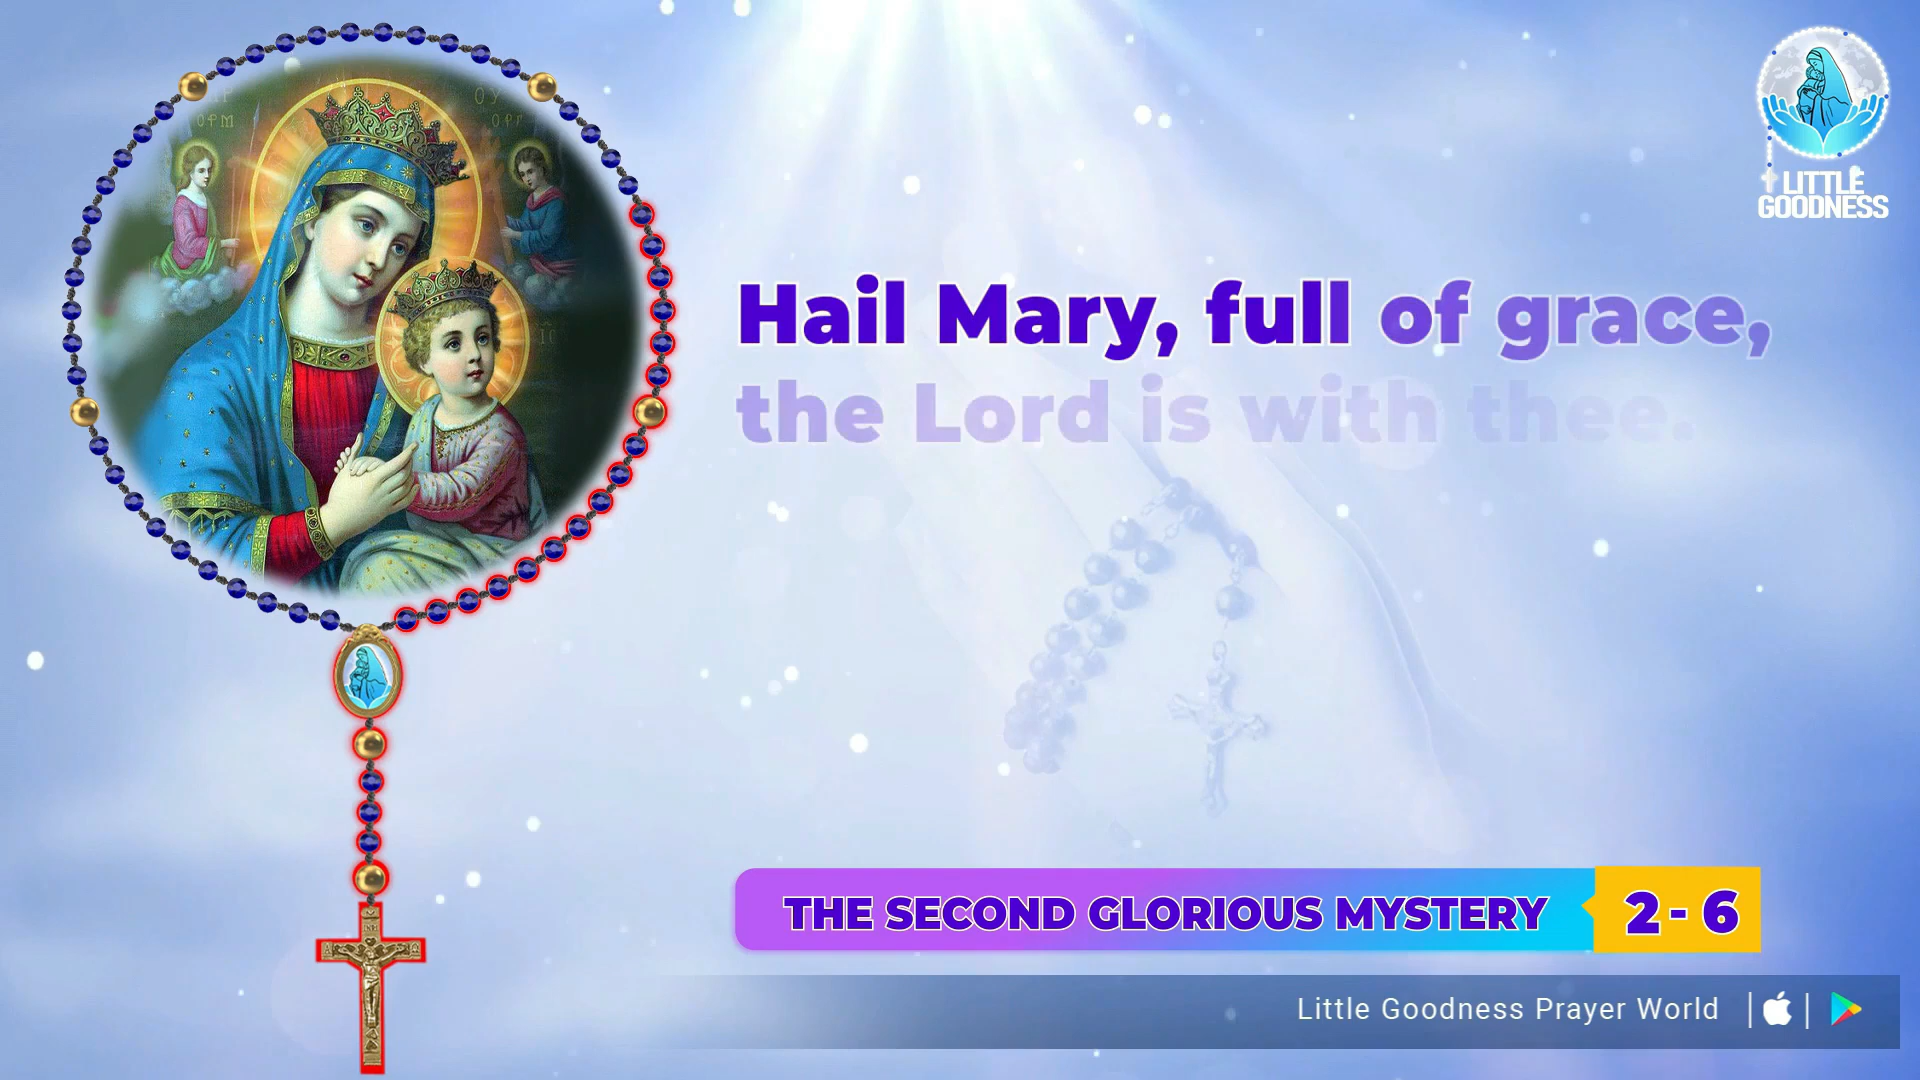 LITTLE
GOODNESS
Hail Mary, full of grace,
the Lord is with thee.
THE SECOND GLORIOUS MYSTERY
2 - 6
Little Goodness Prayer World